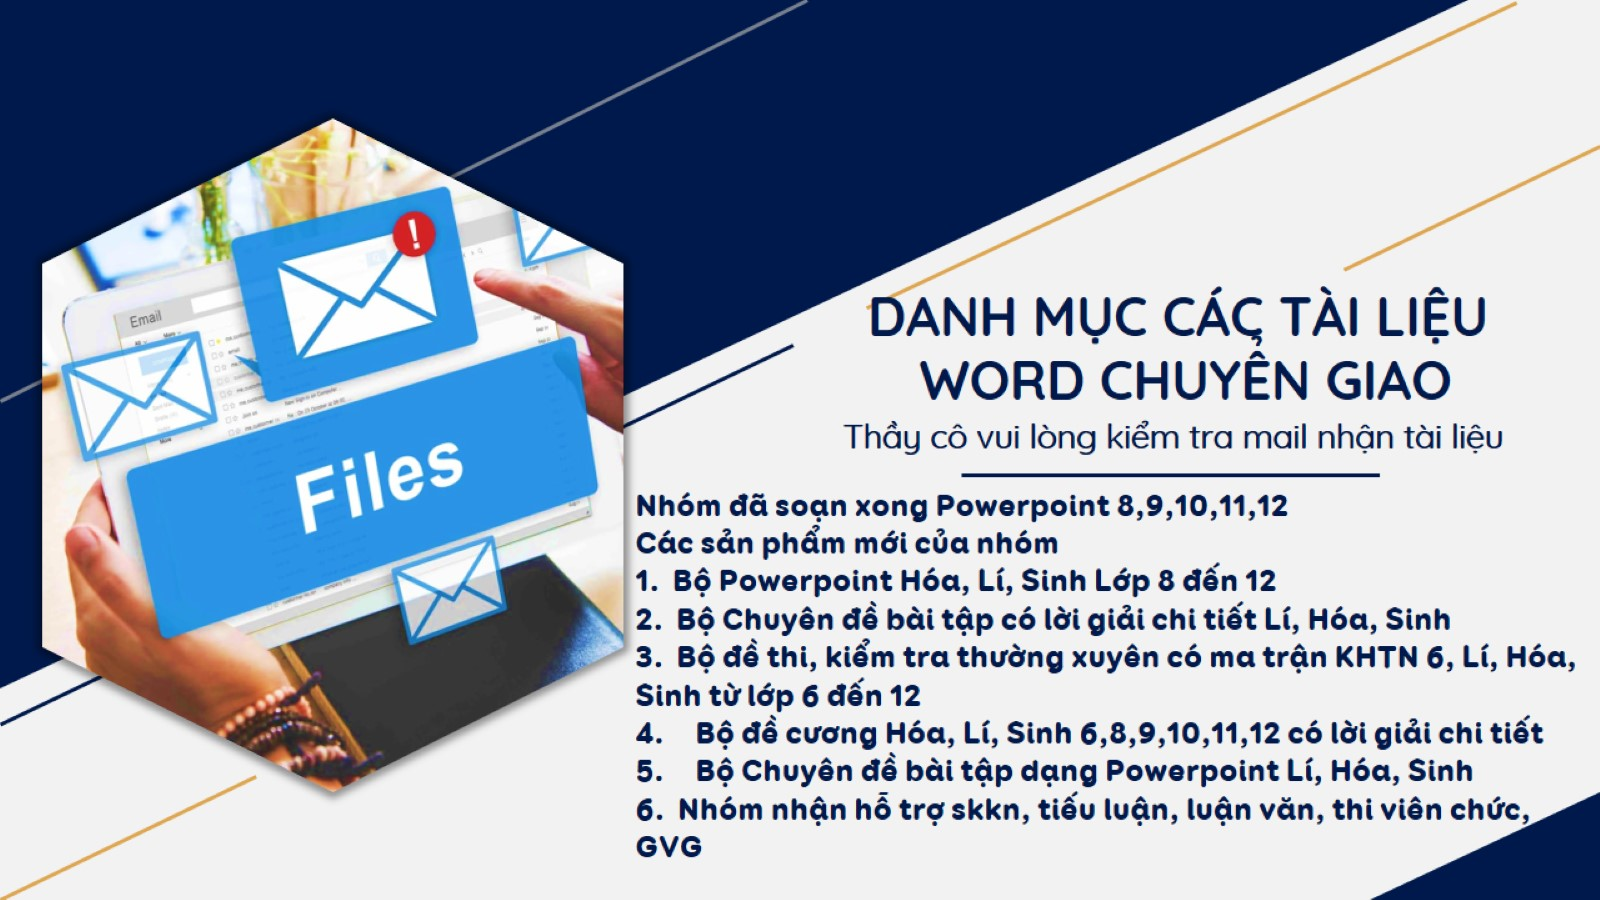 Email
Files
DANH MỤC CÁC TÀI LIỆU
WORD CHUYỂN GIAO
Thầy cô vui lòng kiểm tra mail nhận tài liệu
Nhóm đã soạn xong Powerpoint 8,9,10,11,12
Các sản phẩm mới của nhóm
1. Bộ Powerpoint Hóa, Lí, Sinh Lớp 8 đến 12
2. Bộ Chuyên đề bài tập có lời giải chi tiết Lí, Hóa, Sinh
3. Bộ đề thi, kiểm tra thường xuyên có ma trận KHTN 6, Lí, Hóa,
Sinh từ lớp 6 đến 12
4. Bộ đề cương Hóa, Lí, Sinh 6,8,9,10,11,12 có lời giải chi tiết
5. Bộ Chuyên đề bài tập dạng Powerpoint Lí, Hóa, Sinh
6. Nhóm nhận hỗ trợ skkn, tiểu luận, luận văn, thi viên chức,
GVG